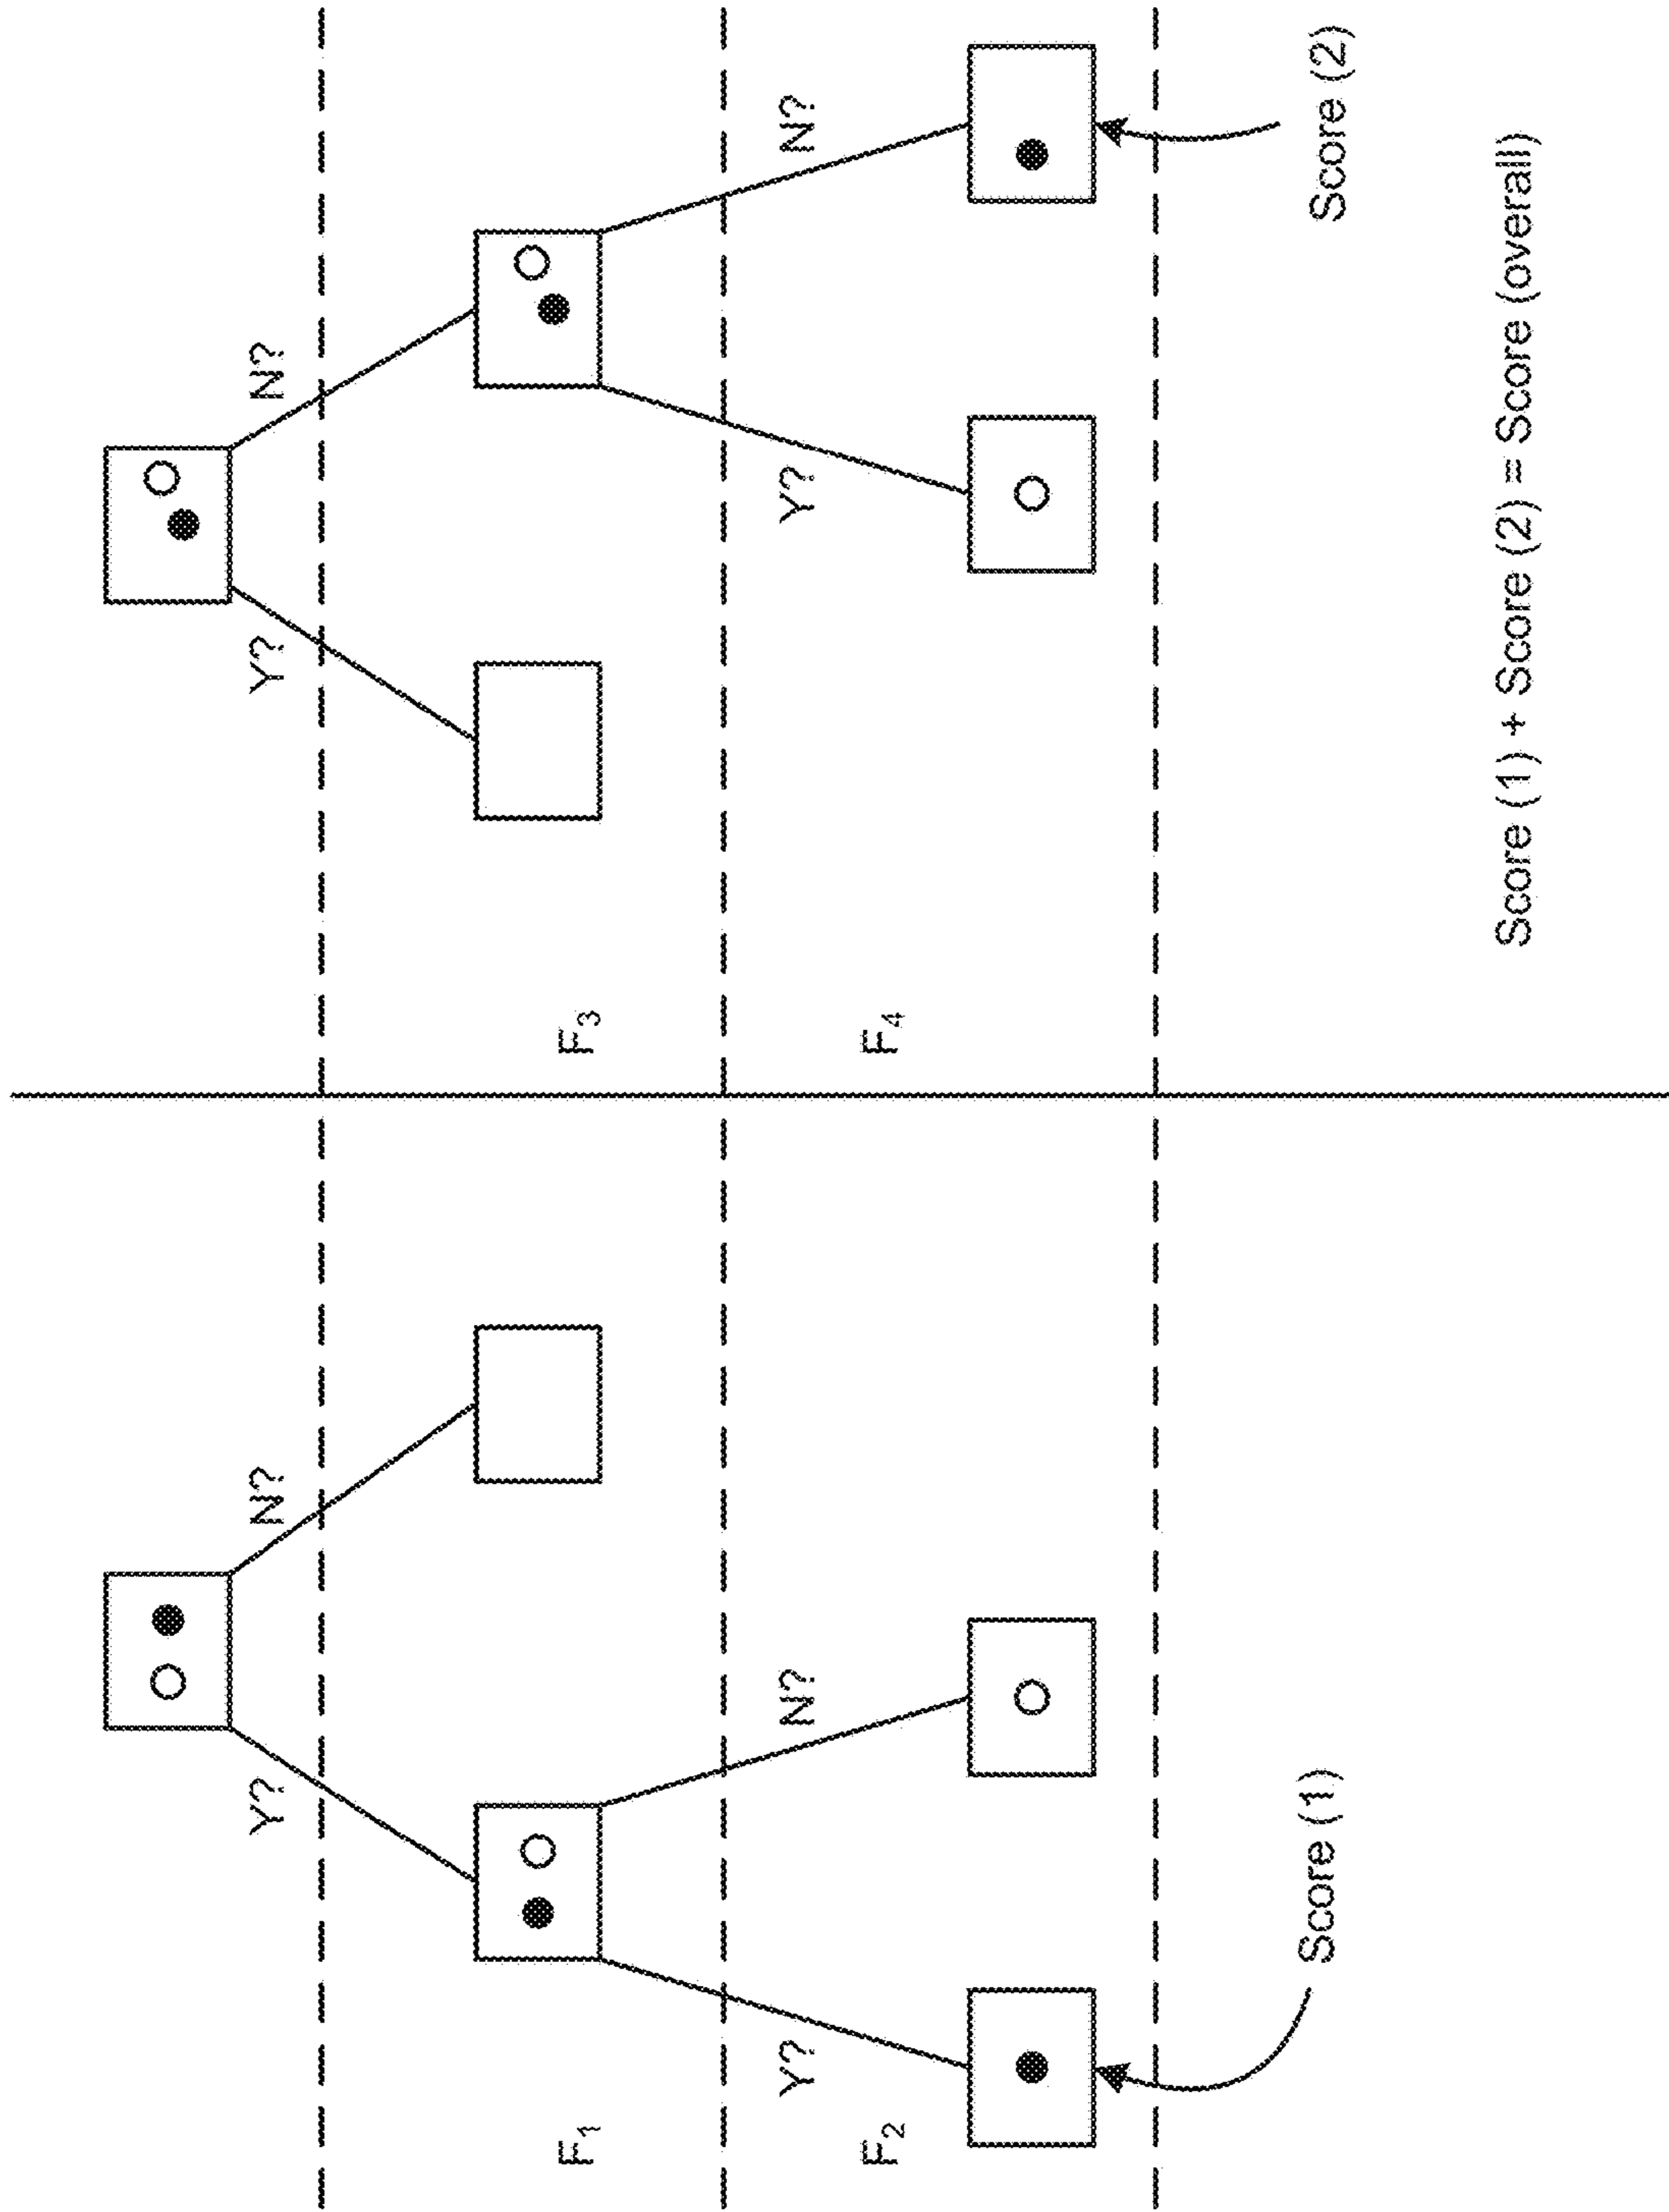 Y?
N?
Y?
N?
F₁
F₃
Y?
N?
Y?
N?
F₂
F₄
Score (1)
Score (2)
Score (1) + Score (2) = Score (overall)